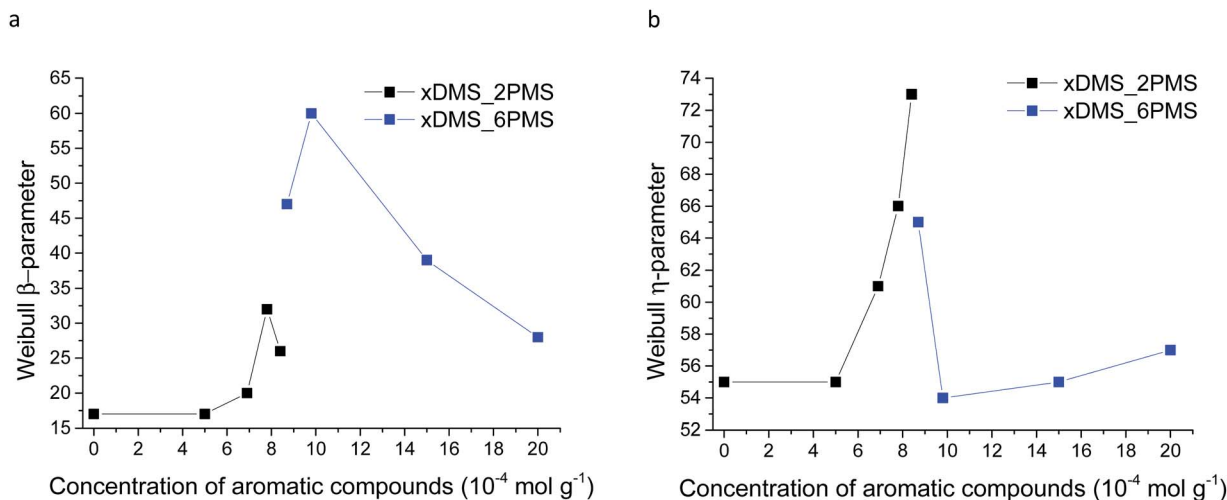 a
65
60
55
50
45
40
35
30
25
20
15
Weibull β–parameter
xDMS_2PMS
xDMS_6PMS
0 2 4 6 8 10 12 14 16 18 20
Concentration of aromatic compounds (10⁻⁴ mol g⁻¹)
b
74
72
70
68
66
64
62
60
58
56
54
52
Weibull η-parameter
xDMS_2PMS
xDMS_6PMS
0 2 4 6 8 10 12 14 16 18 20
Concentration of aromatic compounds (10⁻⁴ mol g⁻¹)